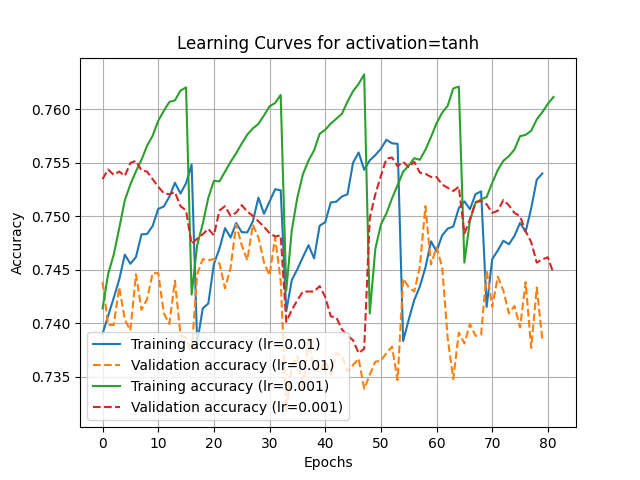 Learning Curves for activation=tanh
Accuracy
0.760
0.755
0.750
0.745
0.740
0.735
Training accuracy (lr=0.01)
Validation accuracy (lr=0.01)
Training accuracy (lr=0.001)
Validation accuracy (lr=0.001)
0 10 20 30 40 50 60 70 80
Epochs